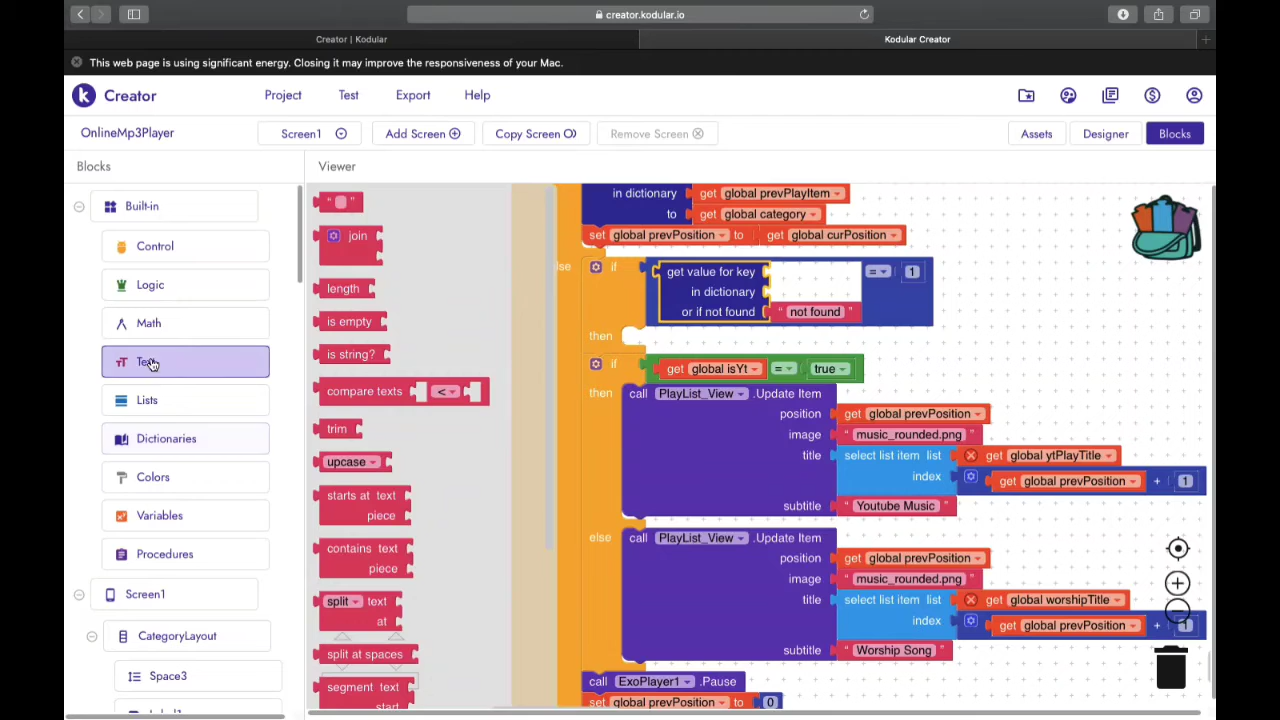 creator.kodular.io
Creator | Kodular
Kodular Creator
This web page is using significant energy. Closing it may improve the responsiveness of your Mac.
Creator
Project
Test
Export
Help
OnlineMp3Player
Screen1
Add Screen
Copy Screen
Remove Screen
Assets
Designer
Blocks
Blocks
Viewer
Built-in
Control
Logic
Math
Lists
Dictionaries
Colors
Variables
Procedures
Screen1
CategoryLayout
Space3
" "
join
length
is empty
is string?
compare texts <
trim
upcase
starts at text
piece
contains text
piece
split text
at
split at spaces
segment text
start
in dictionary get global prevPlayItem
to get global category
set global prevPosition to get global curPosition
if get value for key = 1
in dictionary
or if not found " not found "
then
if get global isYt = true
then call PlayList_View .Update Item
position get global prevPosition
image " music_rounded.png "
title select list item list get global ytPlayTitle
index get global prevPosition + 1
subtitle " Youtube Music "
else call PlayList_View .Update Item
position get global prevPosition
image " music_rounded.png "
title select list item list get global worshipTitle
index get global prevPosition + 1
subtitle " Worship Song "
call ExoPlayer1 .Pause
set global prevPosition to 0